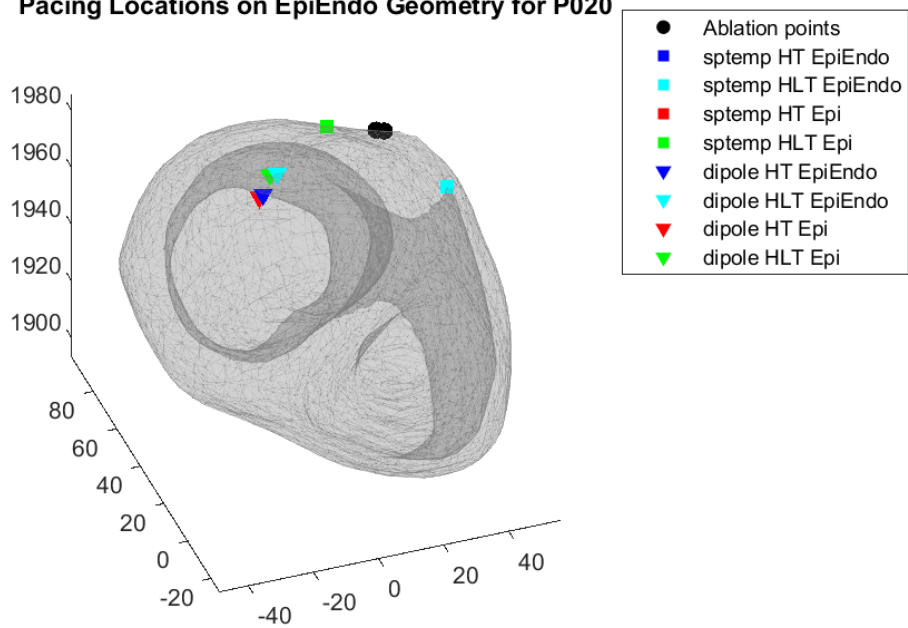 Pacing Locations on EpiEndo Geometry for P020
Ablation points
sptemp HT EpiEndo
sptemp HLT EpiEndo
sptemp HT Epi
sptemp HLT Epi
dipole HT EpiEndo
dipole HLT EpiEndo
dipole HT Epi
dipole HLT Epi
1980
1960
1940
1920
1900
80
60
40
20
0
-20
-40
-20
0
20
40